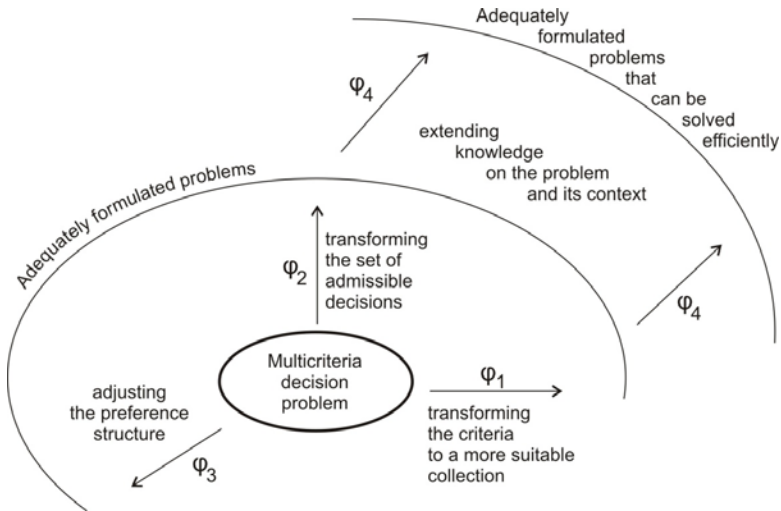 Adequately
formulated
problems
that
can be
solved
efficiently
φ4
extending
knowledge
on the problem
and its context
Adequately formulated problems
φ2
transforming
the set of
admissible
decisions
φ4
Multicriteria
decision
problem
φ1
adjusting
the preference
structure
transforming
the criteria
to a more suitable
collection
φ3